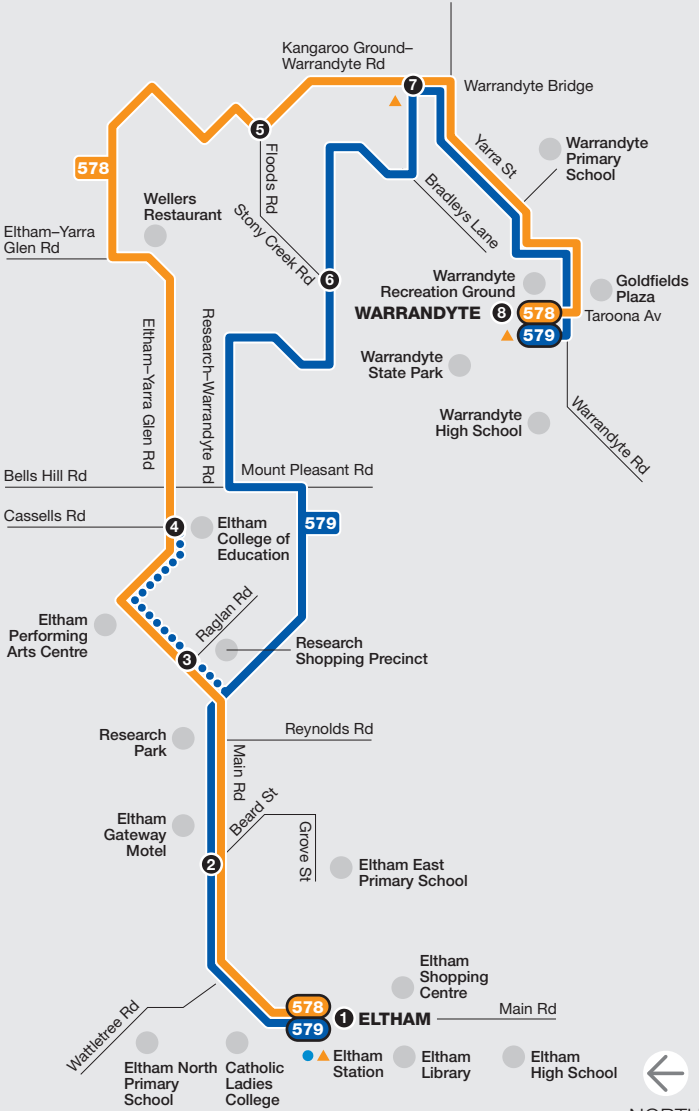 Kangaroo Ground–
Warrandyte Rd
7
Warrandyte Bridge
5
578
Floods Rd
Yarra St
Warrandyte
Primary
School
Wellers
Restaurant
Bradleys Lane
Eltham–Yarra
Glen Rd
Stony Creek Rd
6
Warrandyte
Recreation Ground
Goldfields
Plaza
WARRANDYTE 8 578
579
Taroona Av
Eltham–Yarra Glen Rd
Research–Warrandyte Rd
Warrandyte
State Park
Warrandyte
High School
Warrandyte Rd
Bells Hill Rd
Mount Pleasant Rd
Cassells Rd
4
Eltham
College of
Education
579
Raglan Rd
Eltham
Performing
Arts Centre
3
Research
Shopping Precinct
Research
Park
Reynolds Rd
Main Rd
Eltham
Gateway
Motel
Beard St
Grove St
2
Eltham East
Primary School
Eltham
Shopping
Centre
578
579
1 ELTHAM
Main Rd
Wattletree Rd
Eltham North
Primary
School
Catholic
Ladies
College
Eltham
Station
Eltham
Library
Eltham
High School